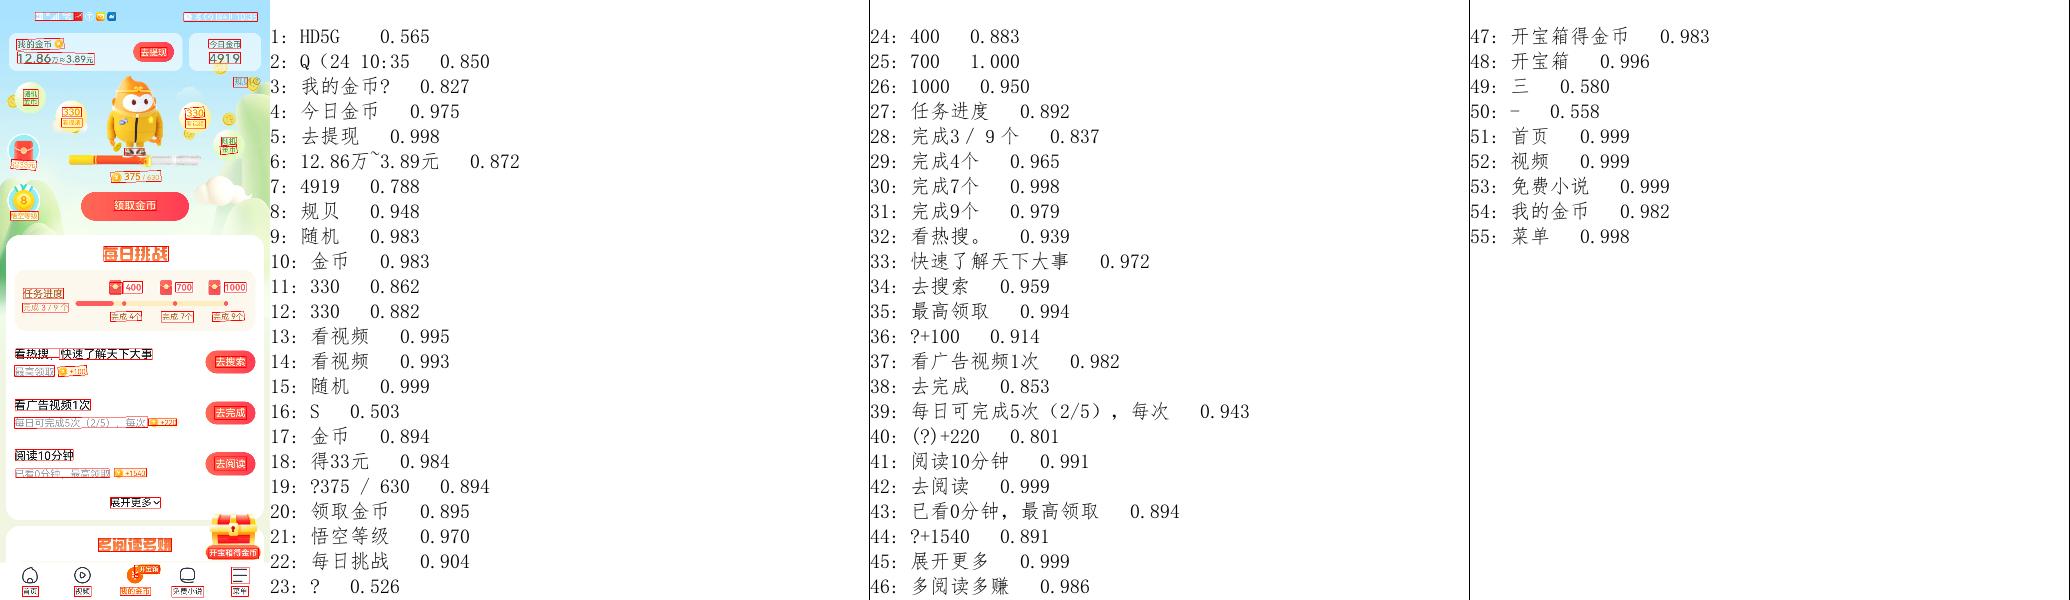 我的金币
去提现
今日金币
12.86万≈3.89元
4919
330
330
看视频
375 / 630
领取金币
悟空等级
每日挑战
400
700
1000
任务进度
完成 3 / 9 个
完成 4个
完成 7个
完成 9个
看热搜，快速了解天下大事
去搜索
最高领取 +100
看广告视频1次
去完成
每日可完成5次（2/5），每次 +220
阅读10分钟
去阅读
已看0分钟，最高领取 +1540
展开更多
多阅读多赚
开宝箱得金币
开宝箱
首页
视频
我的金币
免费小说
菜单
1: HD5G 0.565
2: Q（24 10:35 0.850
3: 我的金币? 0.827
4: 今日金币 0.975
5: 去提现 0.998
6: 12.86万~3.89元 0.872
7: 4919 0.788
8: 规贝 0.948
9: 随机 0.983
10: 金币 0.983
11: 330 0.862
12: 330 0.882
13: 看视频 0.995
14: 看视频 0.993
15: 随机 0.999
16: S 0.503
17: 金币 0.894
18: 得33元 0.984
19: ?375 / 630 0.894
20: 领取金币 0.895
21: 悟空等级 0.970
22: 每日挑战 0.904
23: ? 0.526
24: 400 0.883
25: 700 1.000
26: 1000 0.950
27: 任务进度 0.892
28: 完成3 / 9 个 0.837
29: 完成4个 0.965
30: 完成7个 0.998
31: 完成9个 0.979
32: 看热搜。 0.939
33: 快速了解天下大事 0.972
34: 去搜索 0.959
35: 最高领取 0.994
36: ?+100 0.914
37: 看广告视频1次 0.982
38: 去完成 0.853
39: 每日可完成5次（2/5），每次 0.943
40: (?)+220 0.801
41: 阅读10分钟 0.991
42: 去阅读 0.999
43: 已看0分钟，最高领取 0.894
44: ?+1540 0.891
45: 展开更多 0.999
46: 多阅读多赚 0.986
47: 开宝箱得金币 0.983
48: 开宝箱 0.996
49: 三 0.580
50: - 0.558
51: 首页 0.999
52: 视频 0.999
53: 免费小说 0.999
54: 我的金币 0.982
55: 菜单 0.998